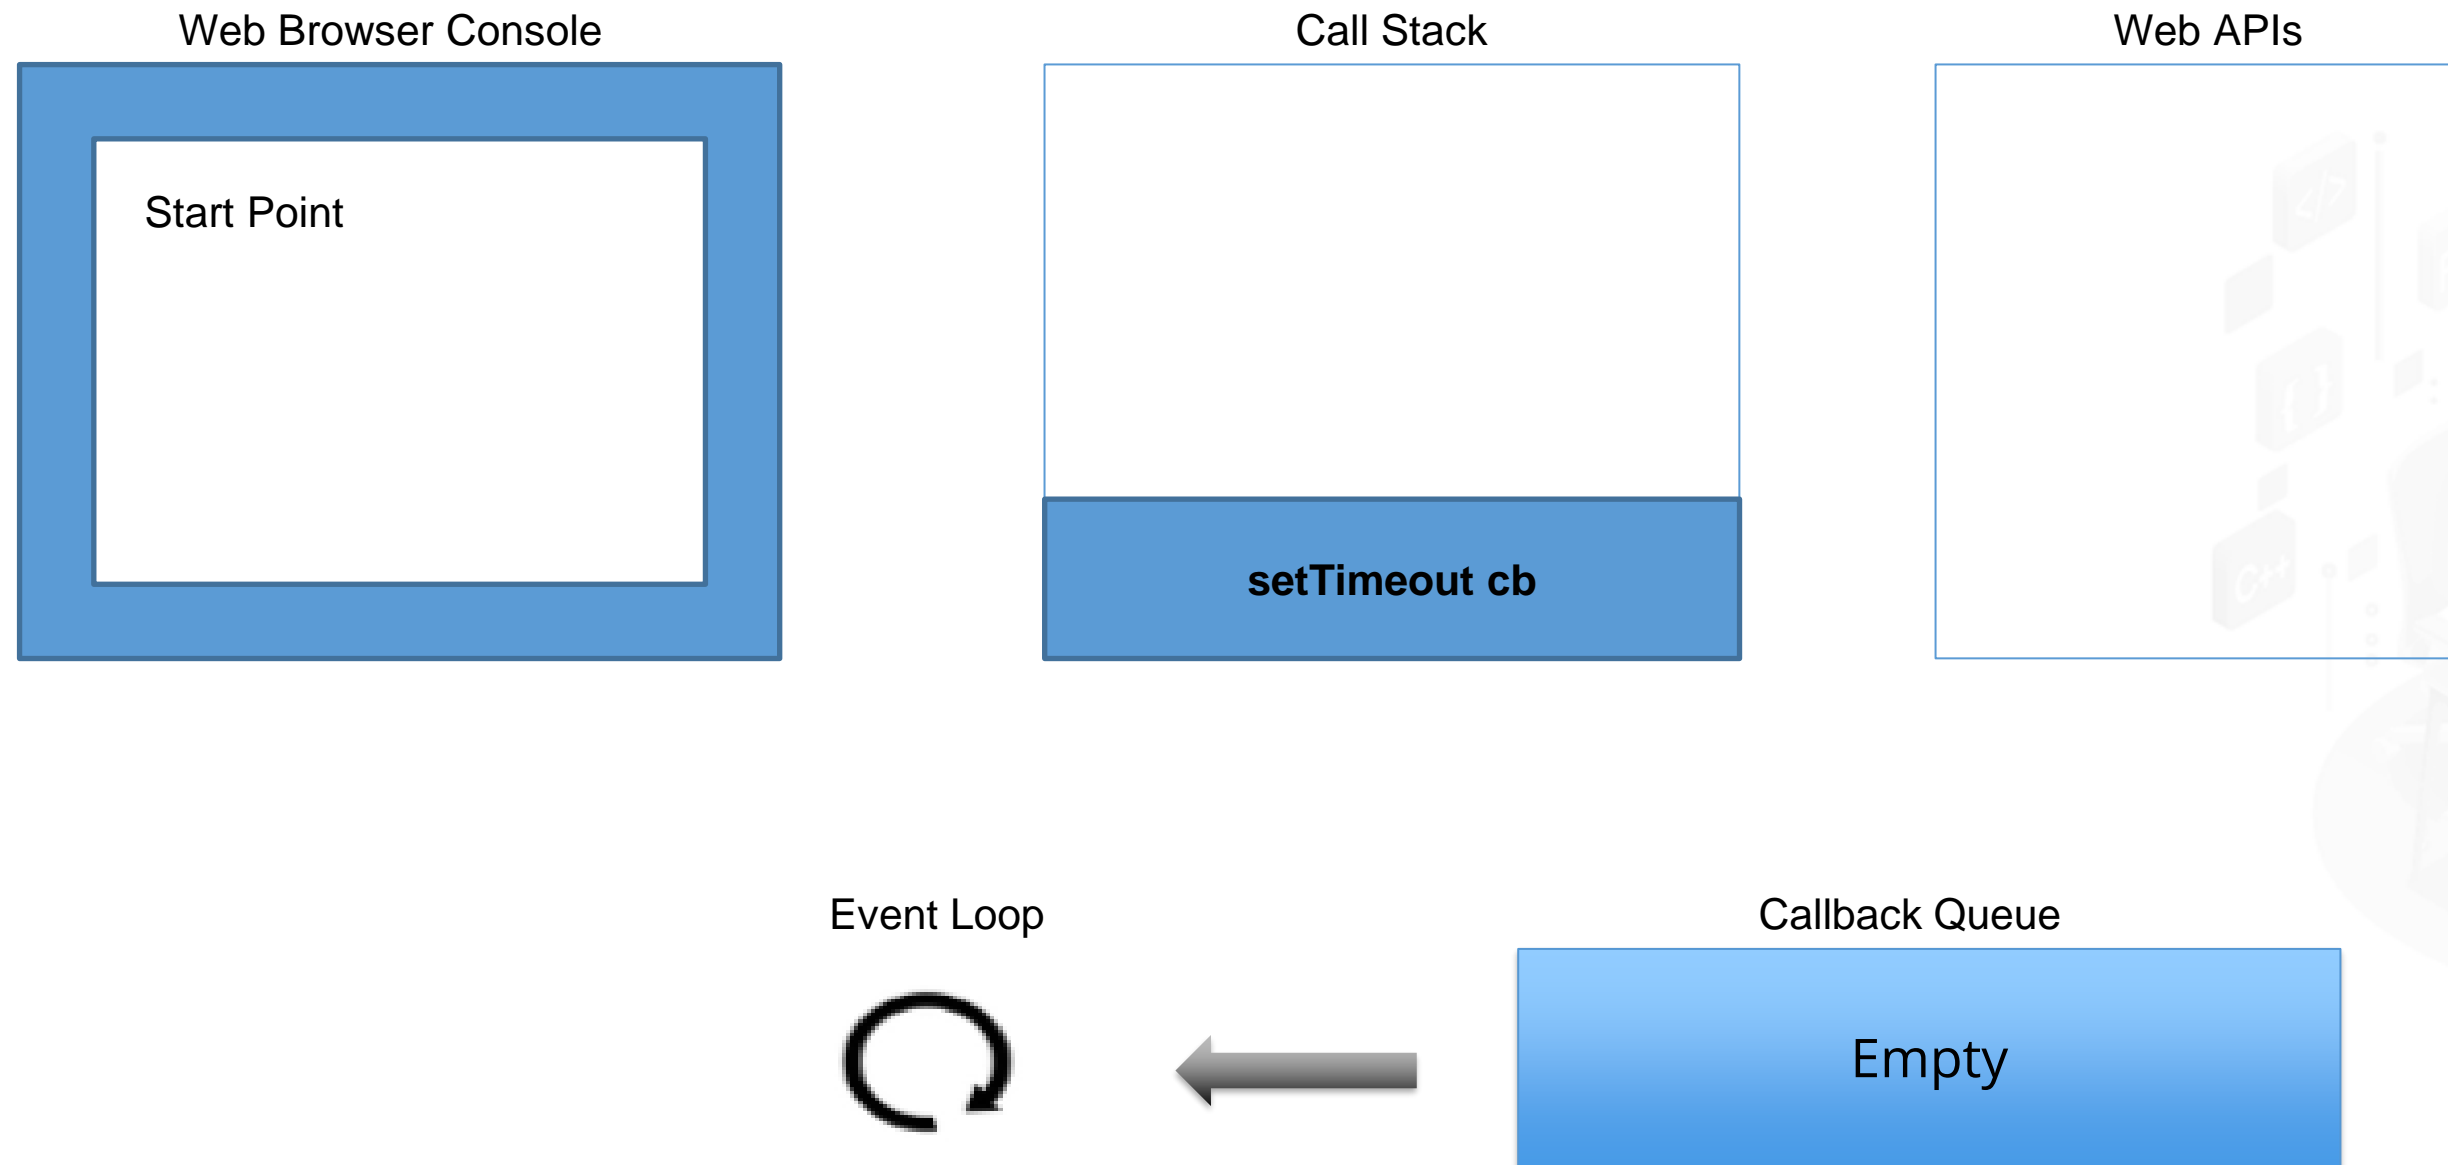 Web Browser Console
Call Stack
Web APIs
Start Point
setTimeout cb
Event Loop
Callback Queue
Empty